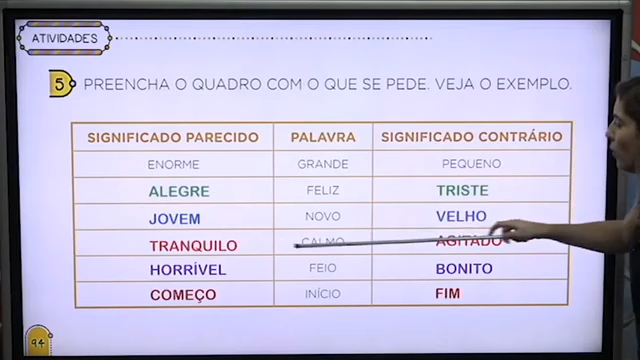 ATIVIDADES
5 PREENCHA O QUADRO COM O QUE SE PEDE. VEJA O EXEMPLO.
SIGNIFICADO PARECIDO PALAVRA SIGNIFICADO CONTRÁRIO
ENORME GRANDE PEQUENO
ALEGRE FELIZ TRISTE
JOVEM NOVO VELHO
TRANQUILO CALMO AGITADO
HORRÍVEL FEIO BONITO
COMEÇO INÍCIO FIM
94